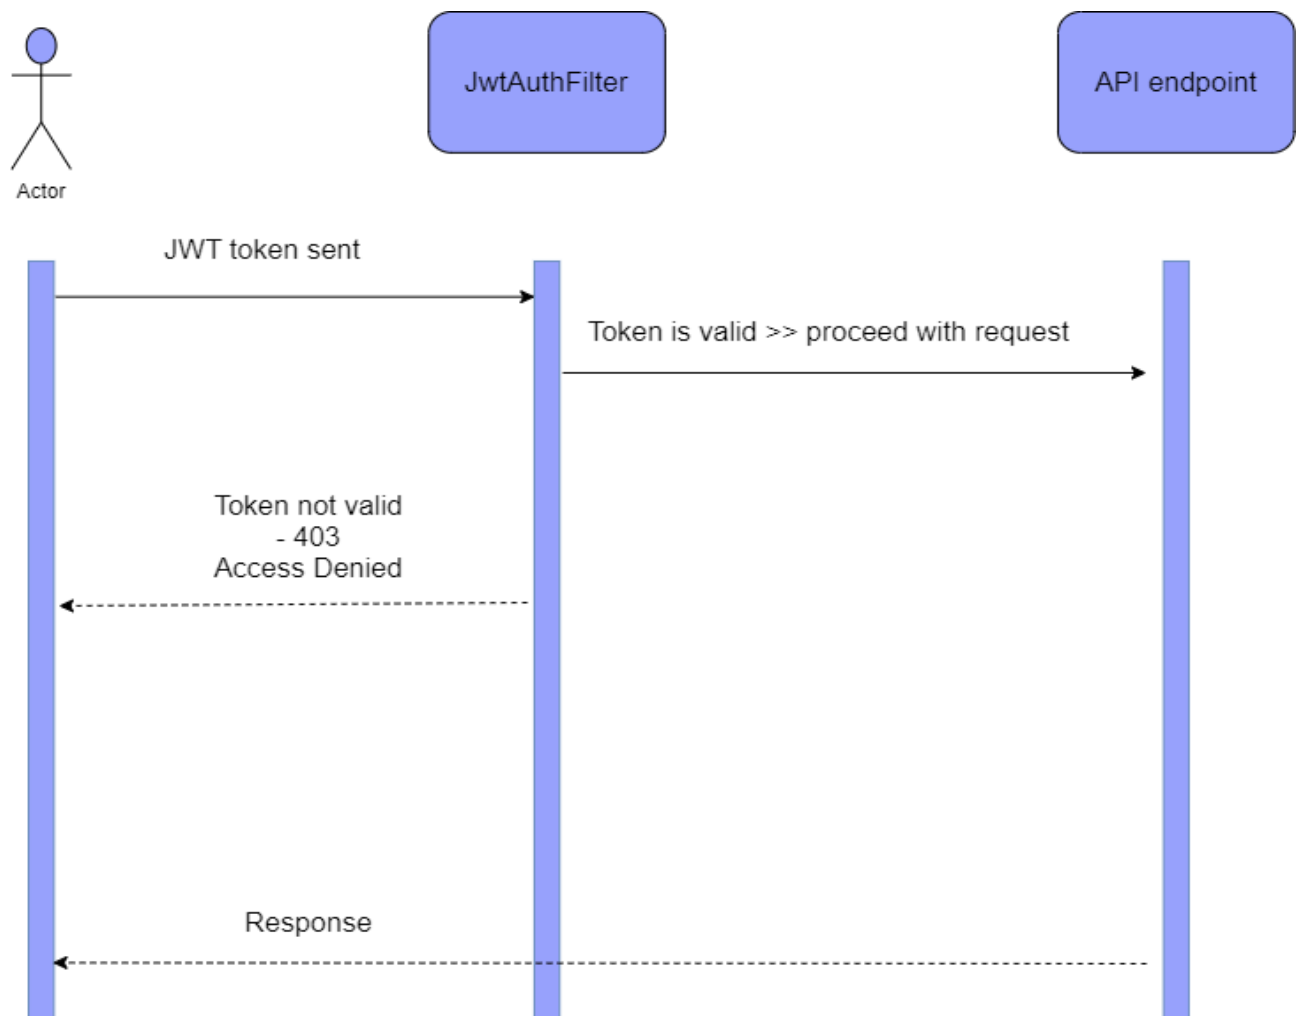 JwtAuthFilter
API endpoint
Actor
JWT token sent
Token is valid >> proceed with request
Token not valid
- 403
Access Denied
Response